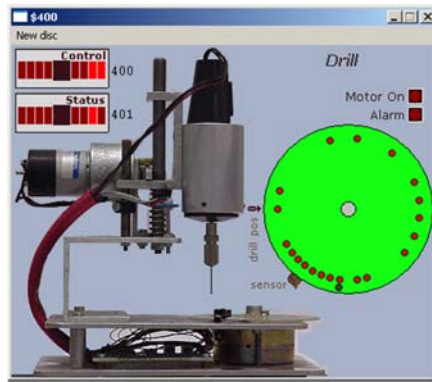 $400
New disc
Control
400
Status
401
Drill
Motor On
Alarm
drill pos
sensor